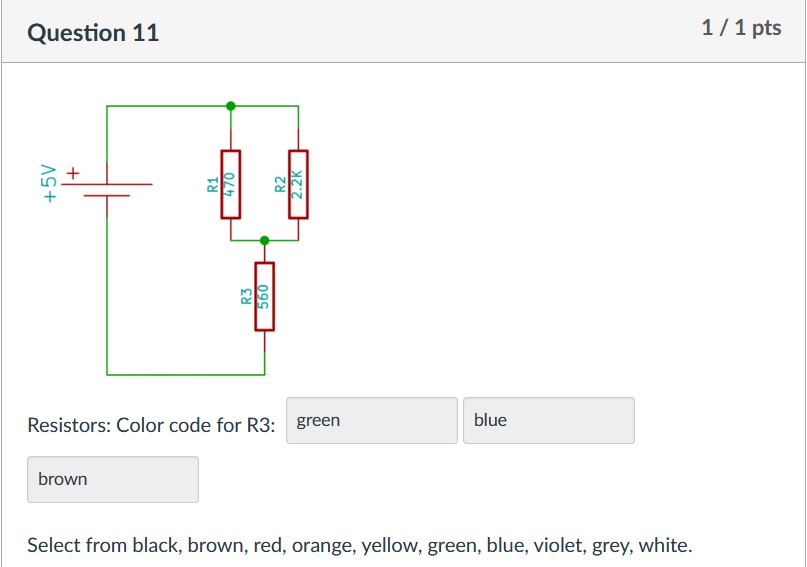 Question 11
1 / 1 pts
+5V
+
R1
470
R2
2.2K
R3
560
Resistors: Color code for R3: green blue
brown
Select from black, brown, red, orange, yellow, green, blue, violet, grey, white.